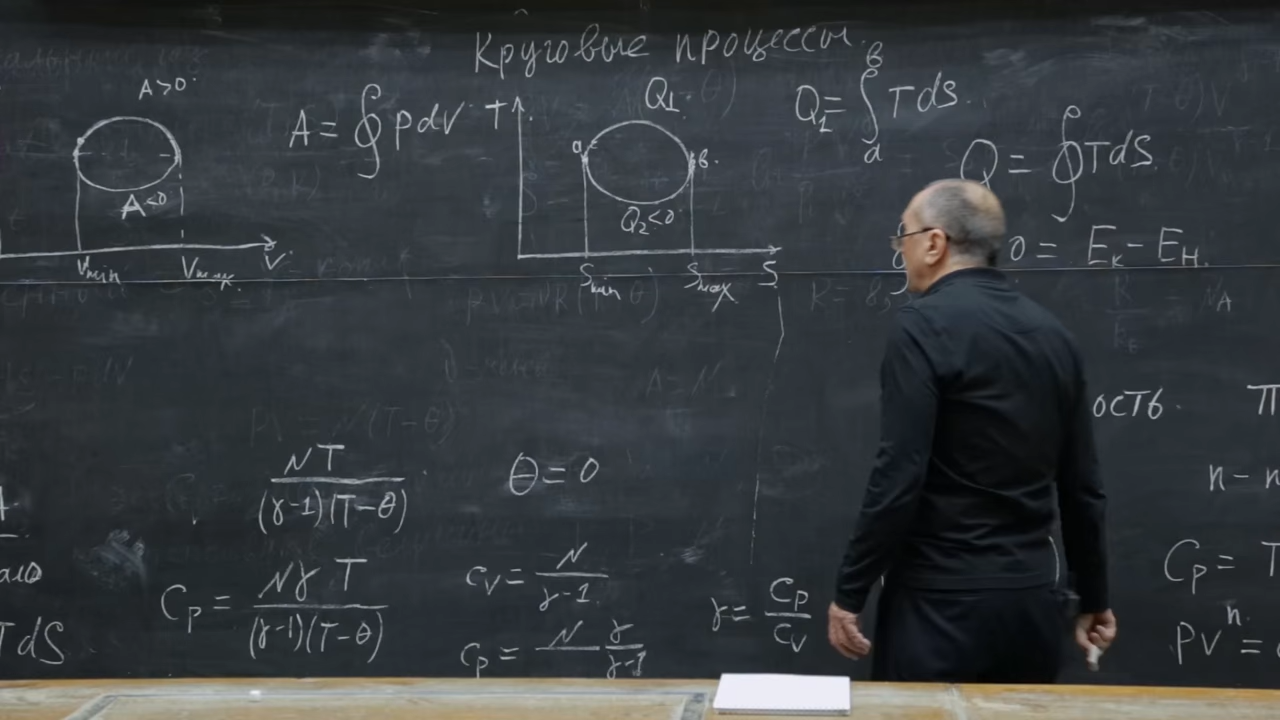 Круговые процессы.
A>0
A<0
Vmin Vmax V
A = ∮ pdV
T
Q1.
a b.
Q2<0
Smin Smax S
Q1 = ∫ab TdS.
Q = ∮ TdS
0 = Eк – Eн.
NT / (γ-1)(T-θ)
θ=0
ость.
n – n
TdS
Cp = NγT / (γ-1)(T-θ)
cv = N / γ-1
cp = N γ / γ-1
γ = Cp / Cv
Cp = T
PVⁿ =